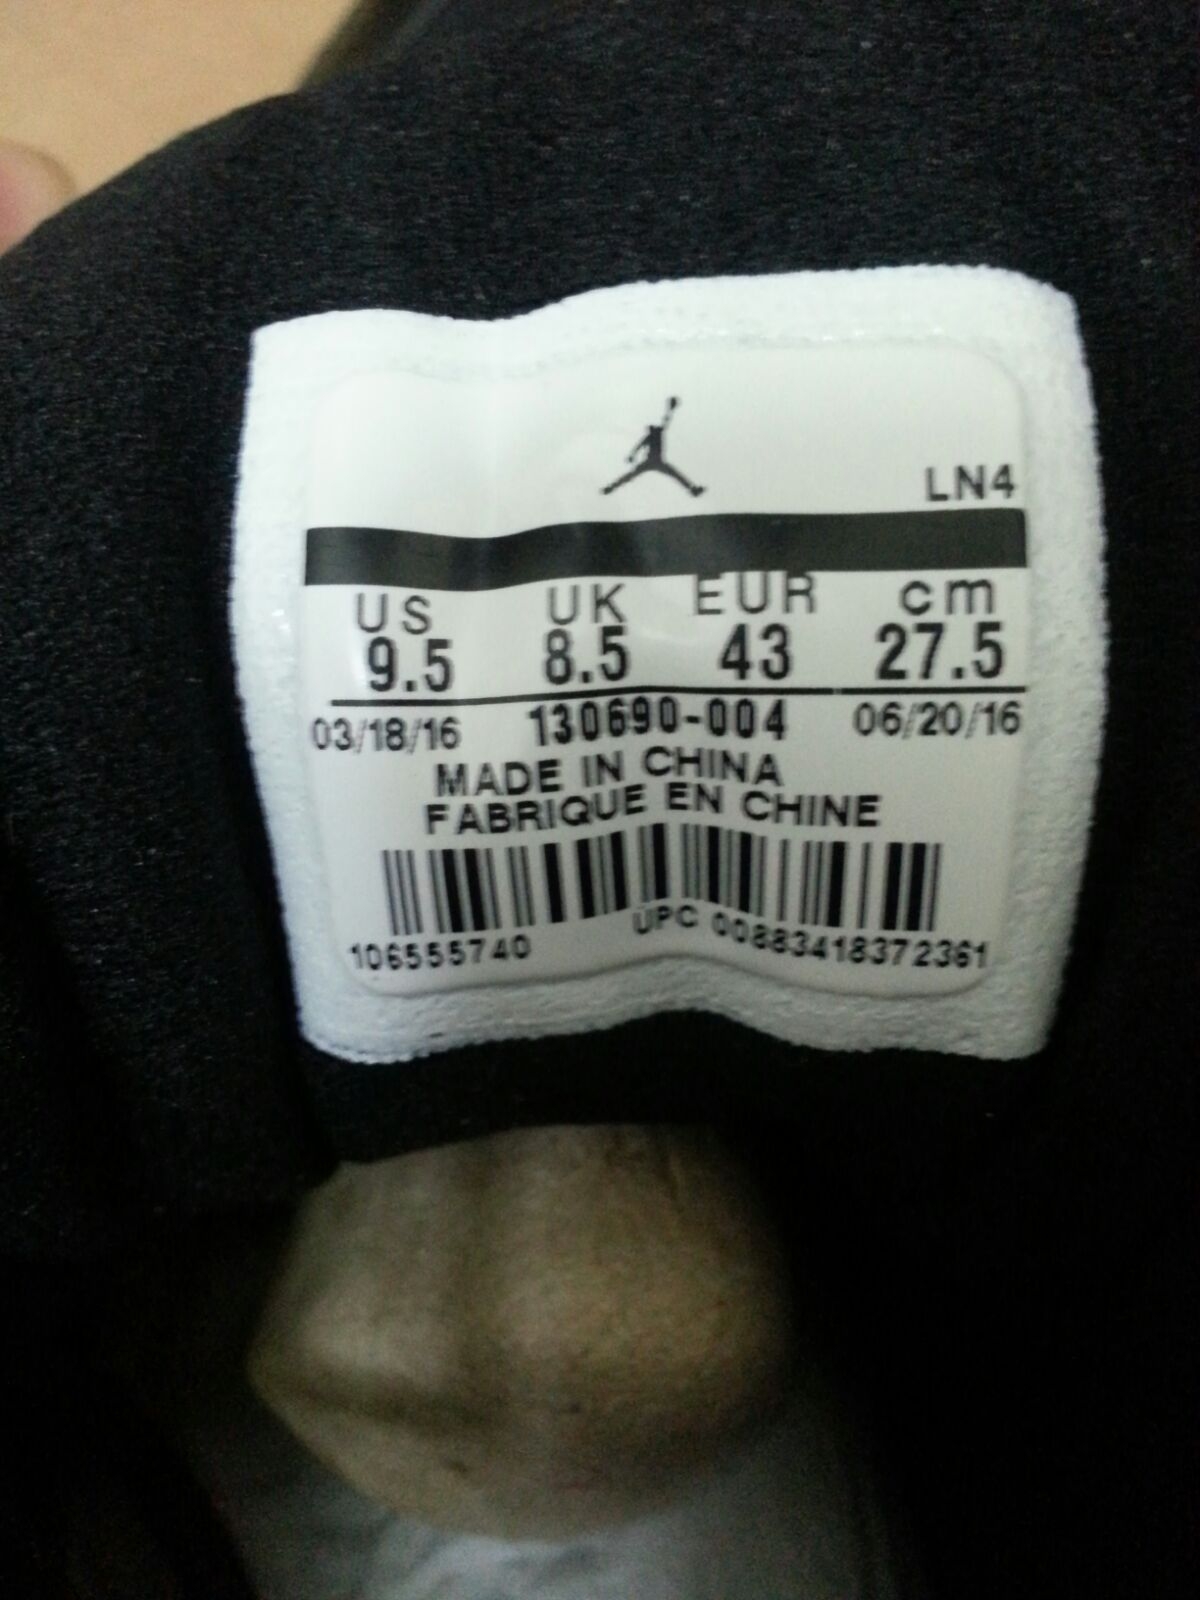 LN4
US UK EUR cm
9.5 8.5 43 27.5
03/18/16 130690-004 06/20/16
MADE IN CHINA
FABRIQUE EN CHINE
106555740 UPC 00883418372361